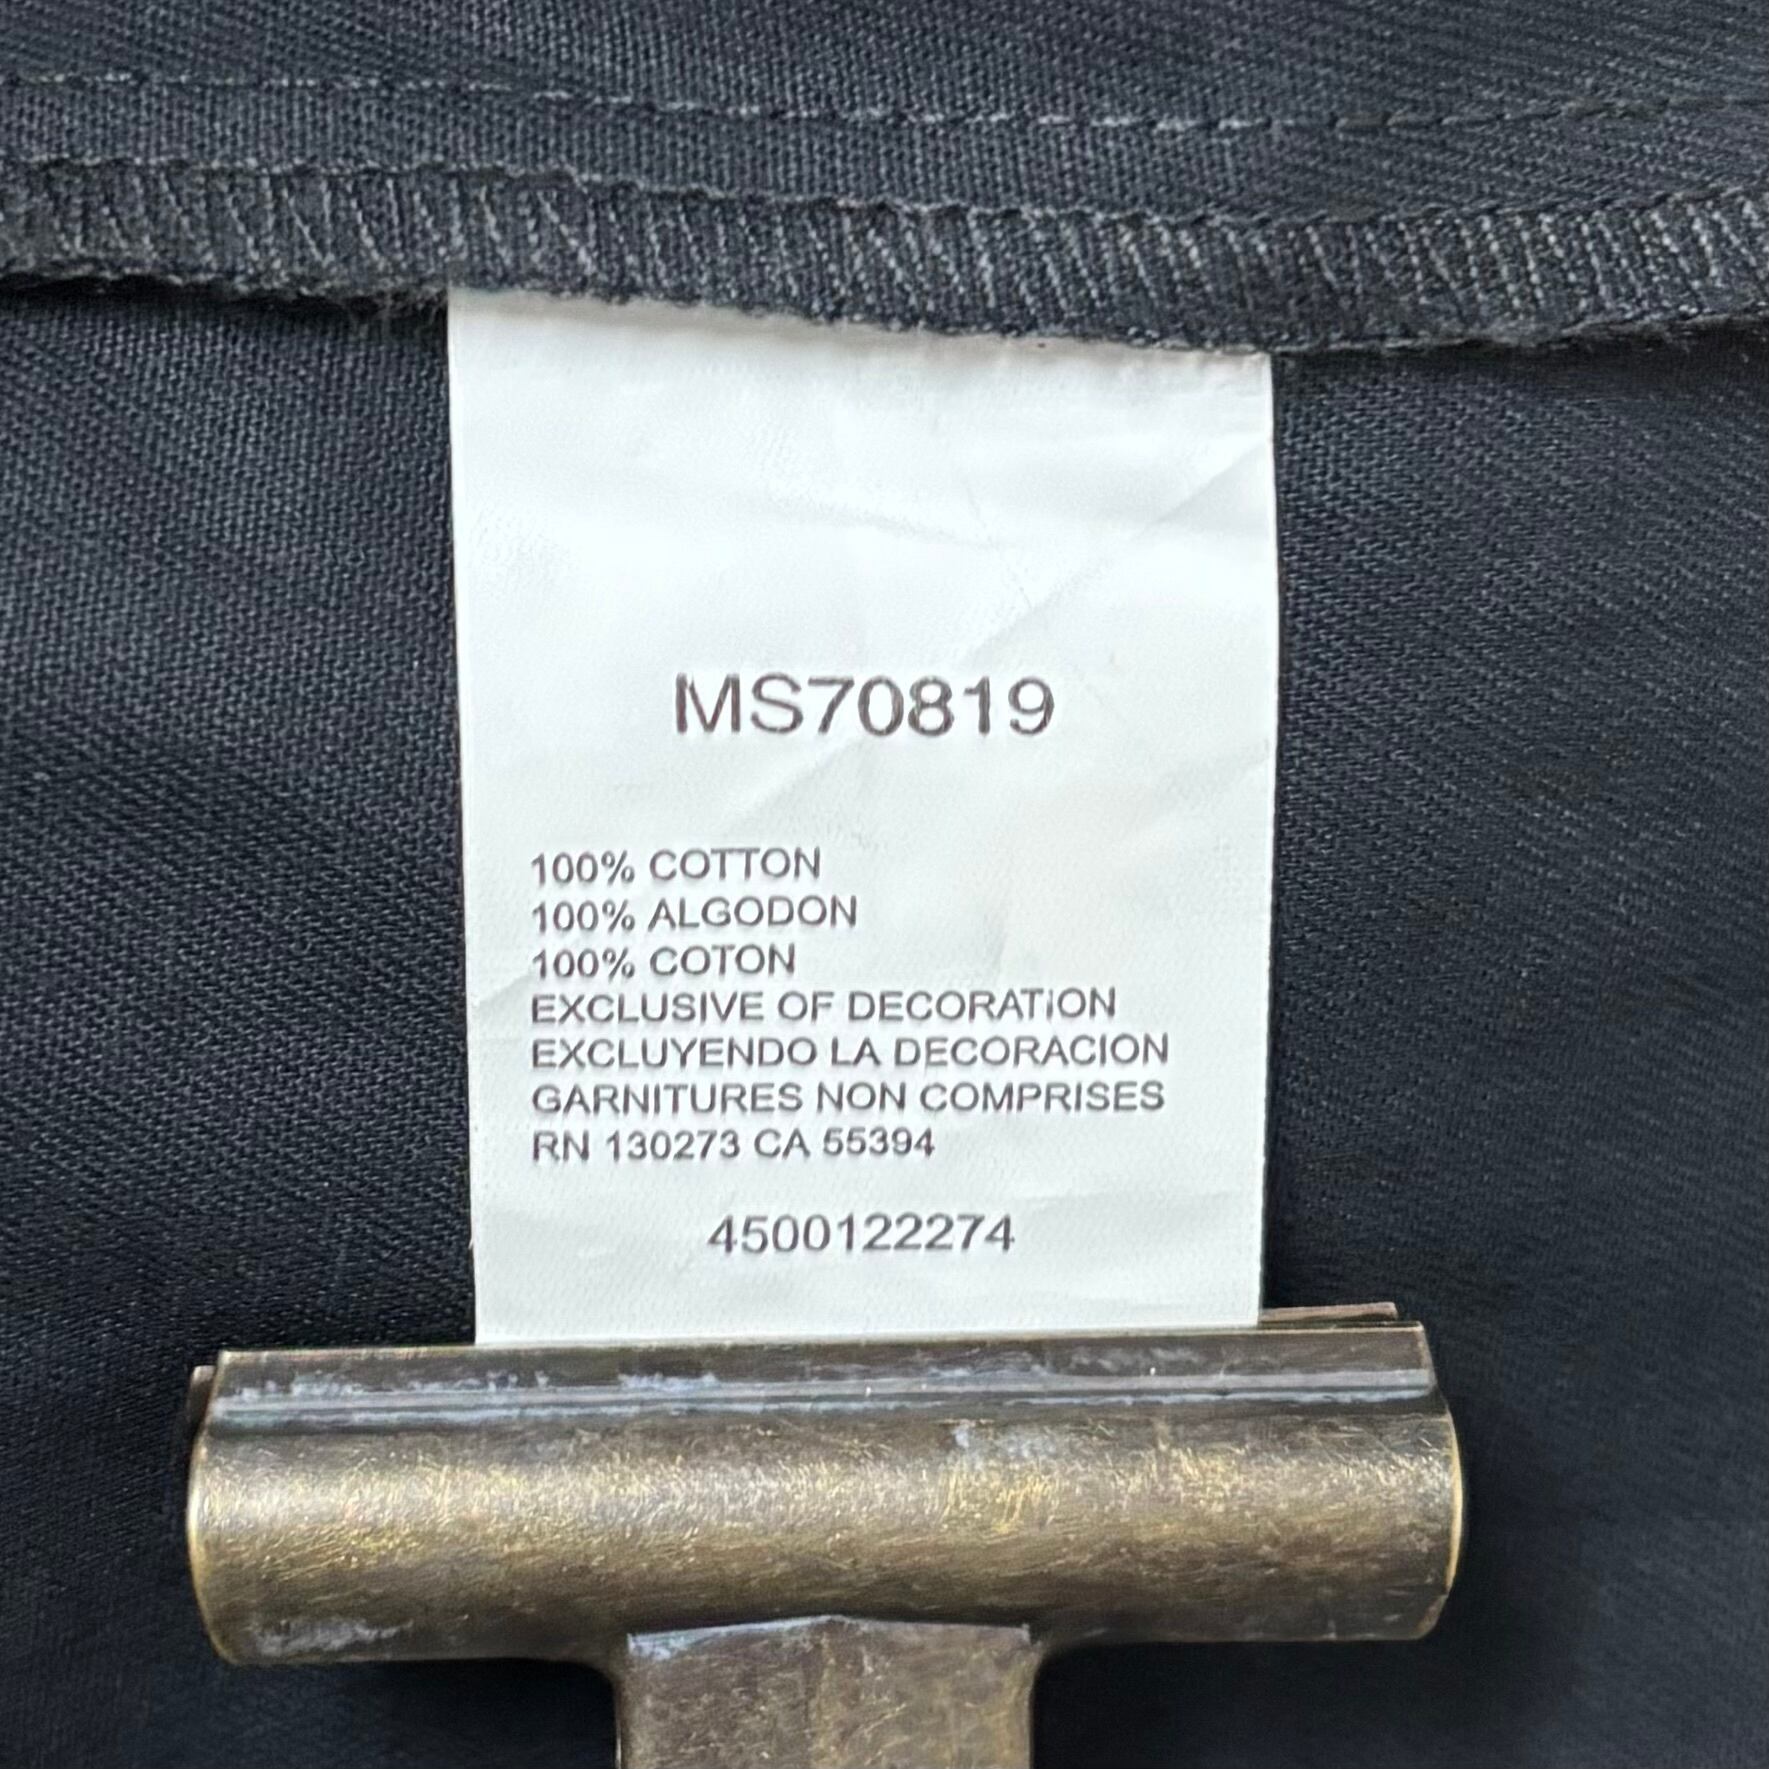 MS70819
100% COTTON
100% ALGODON
100% COTON
EXCLUSIVE OF DECORATION
EXCLUYENDO LA DECORACION
GARNITURES NON COMPRISES
RN 130273 CA 55394
4500122274